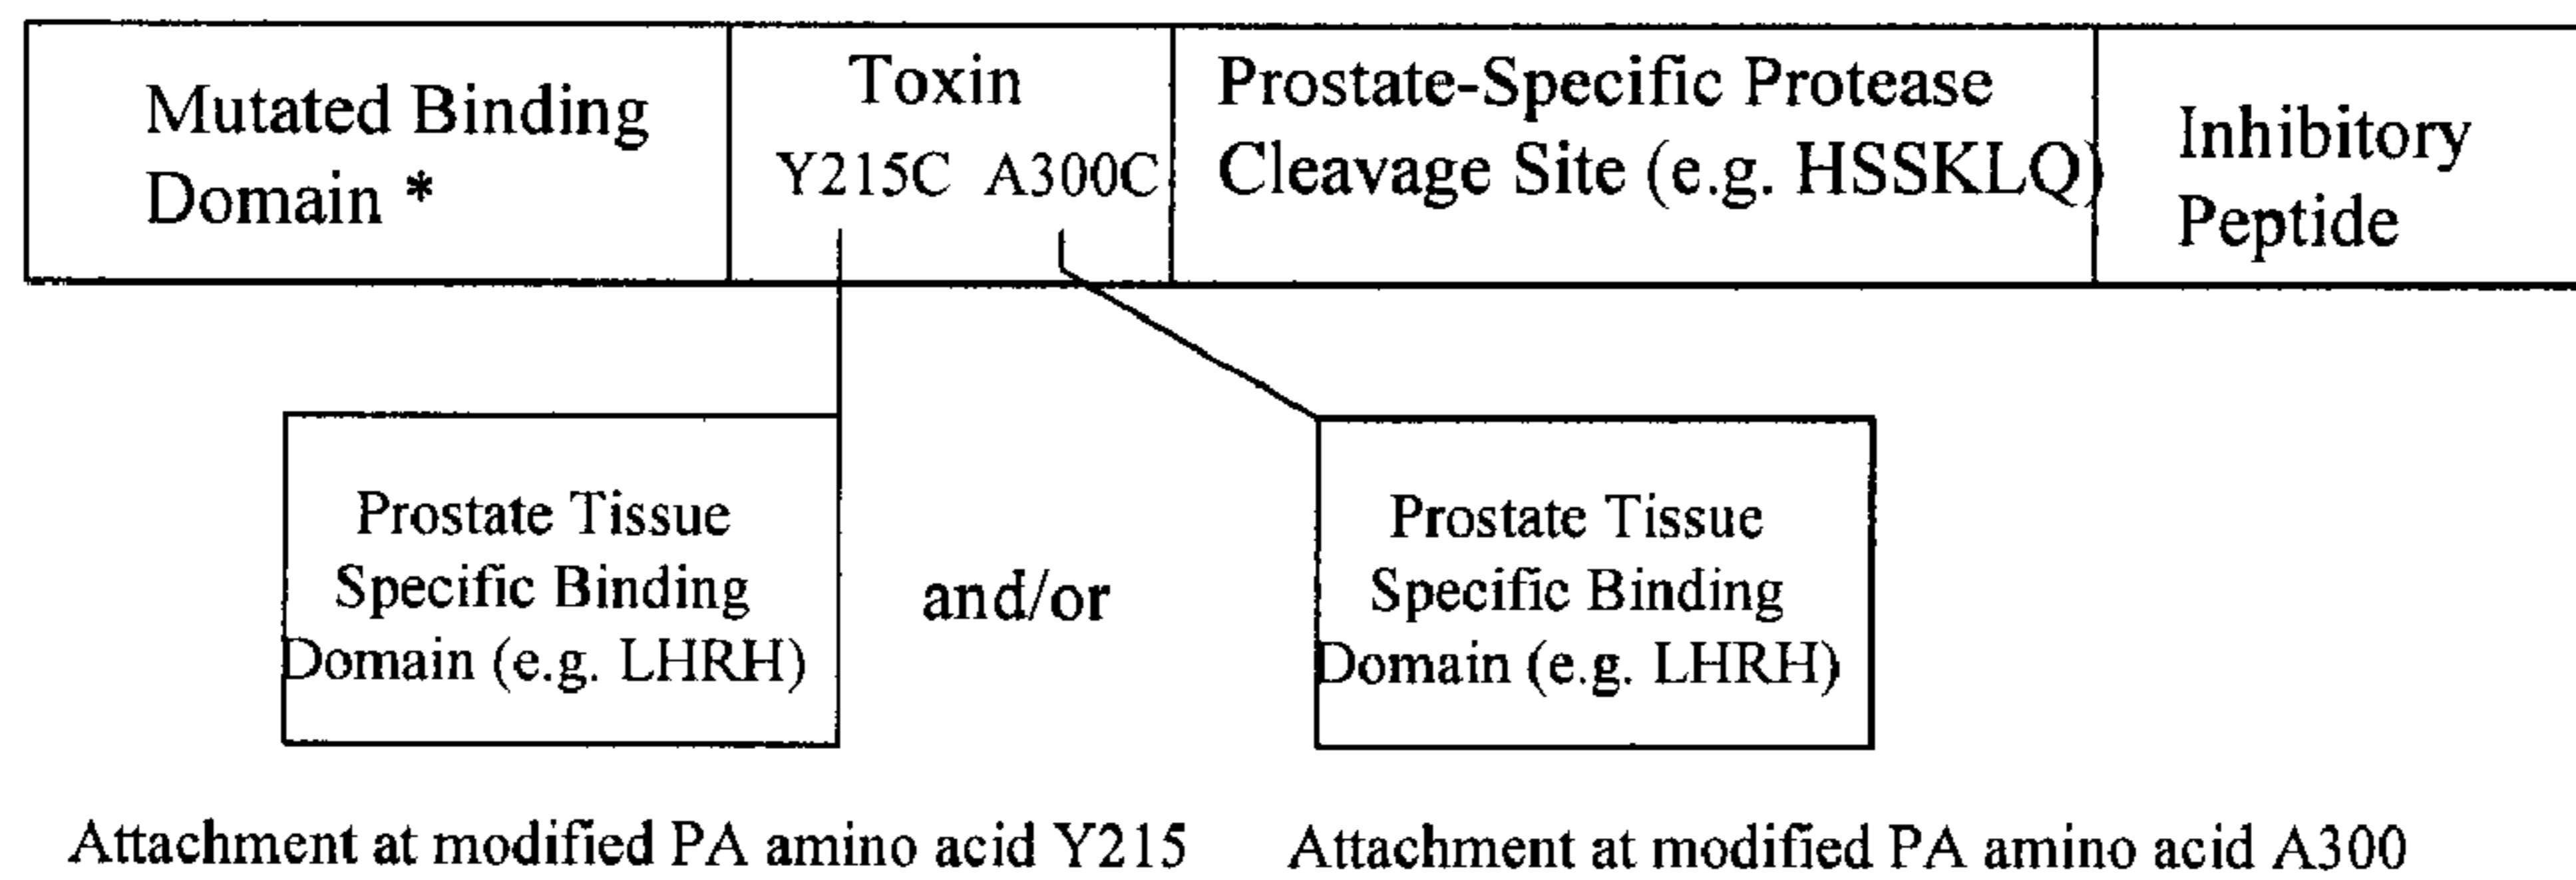 Mutated Binding
Domain *
Toxin
Y215C A300C
Prostate-Specific Protease
Cleavage Site (e.g. HSSKLQ)
Inhibitory
Peptide
Prostate Tissue
Specific Binding
Domain (e.g. LHRH)
and/or
Prostate Tissue
Specific Binding
Domain (e.g. LHRH)
Attachment at modified PA amino acid Y215
Attachment at modified PA amino acid A300